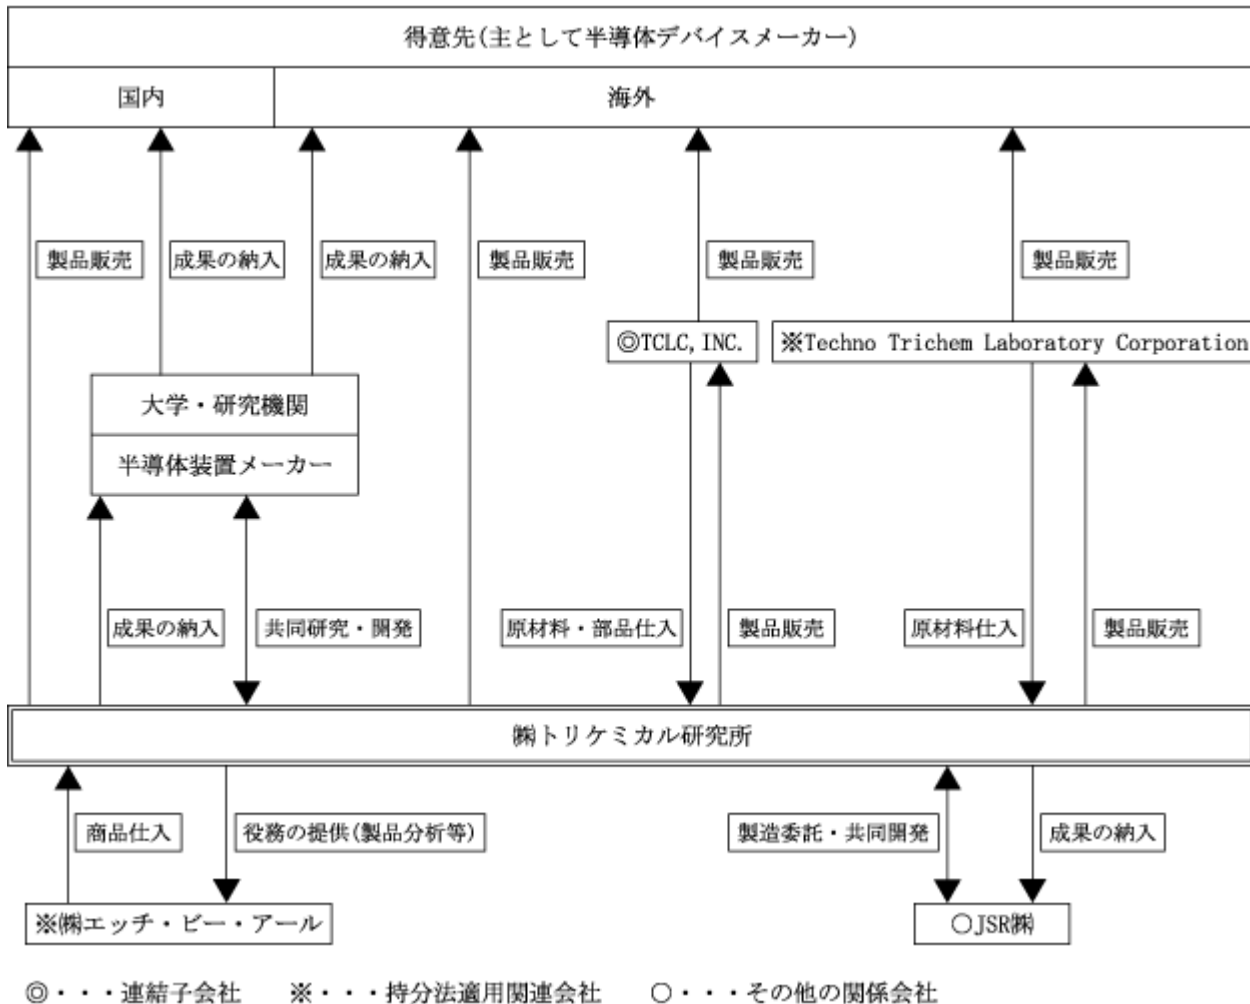 得意先(主として半導体デバイスメーカー)
国内
海外
製品販売
成果の納入
成果の納入
製品販売
製品販売
製品販売
◎TCLC,INC.
※Techno Trichem Laboratory Corporation
大学・研究機関
半導体装置メーカー
成果の納入
共同研究・開発
原材料・部品仕入
製品販売
原材料仕入
製品販売
㈱トリケミカル研究所
商品仕入
役務の提供(製品分析等)
製造委託・共同開発
成果の納入
※㈱エッチ・ビー・アール
○JSR㈱
◎・・・連結子会社 ※・・・持分法適用関連会社 ○・・・その他の関係会社